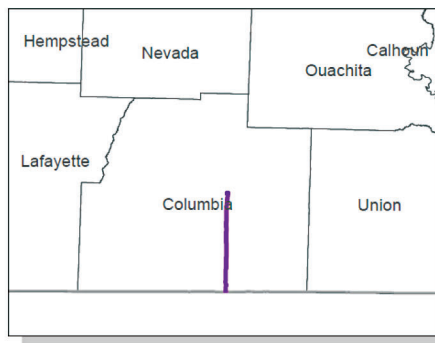 Hempstead
Nevada
Calhoun
Ouachita
Lafayette
Columbia
Union